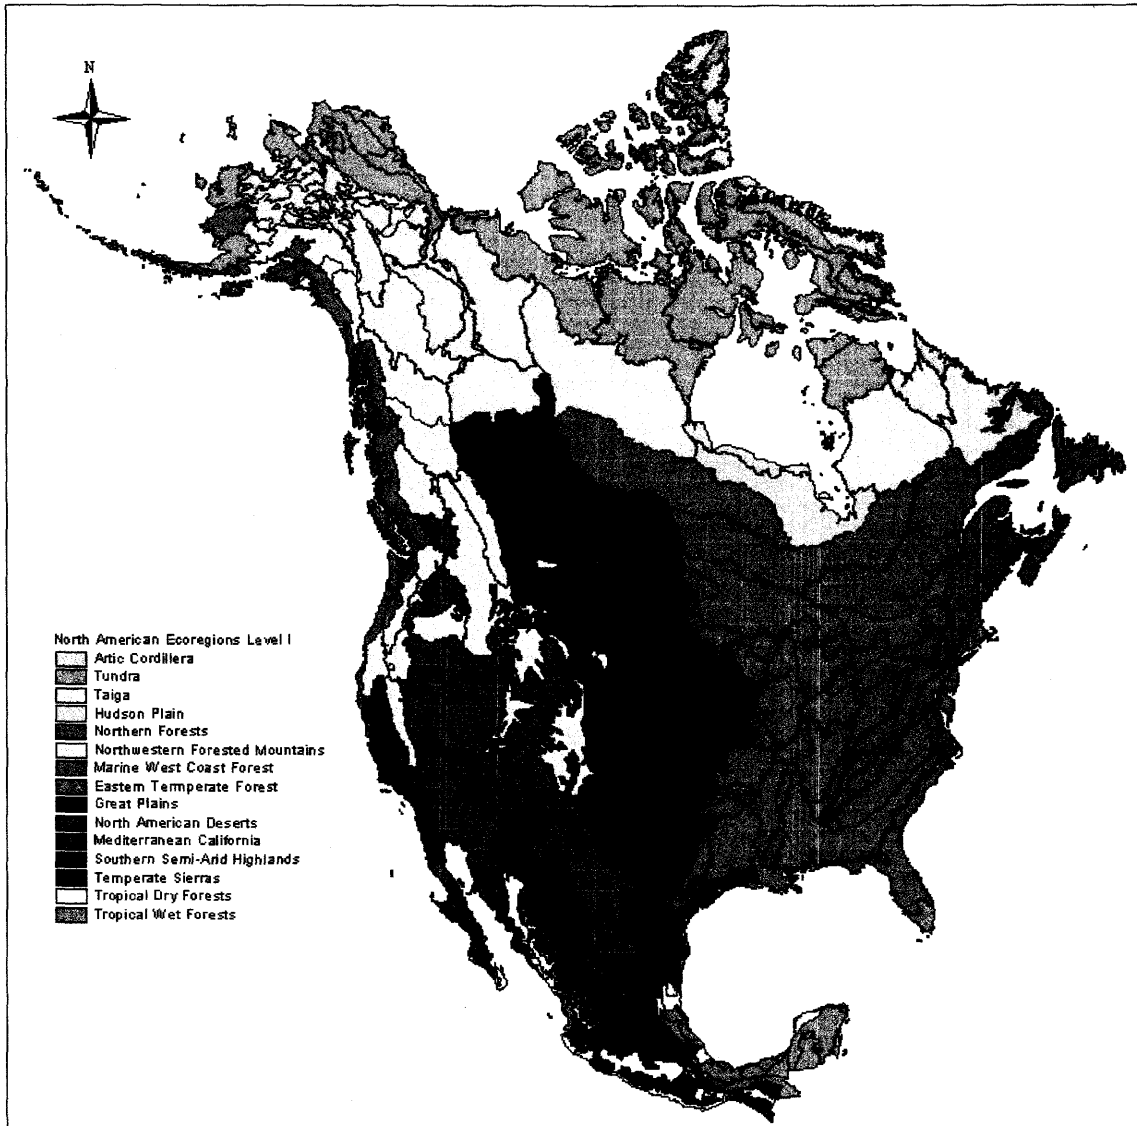 N
North American Ecoregions Level I
Artic Cordillera
Tundra
Taiga
Hudson Plain
Northern Forests
Northwestern Forested Mountains
Marine West Coast Forest
Eastern Termperate Forest
Great Plains
North American Deserts
Mediterranean California
Southern Semi-Arid Highlands
Temperate Sierras
Tropical Dry Forests
Tropical Wet Forests